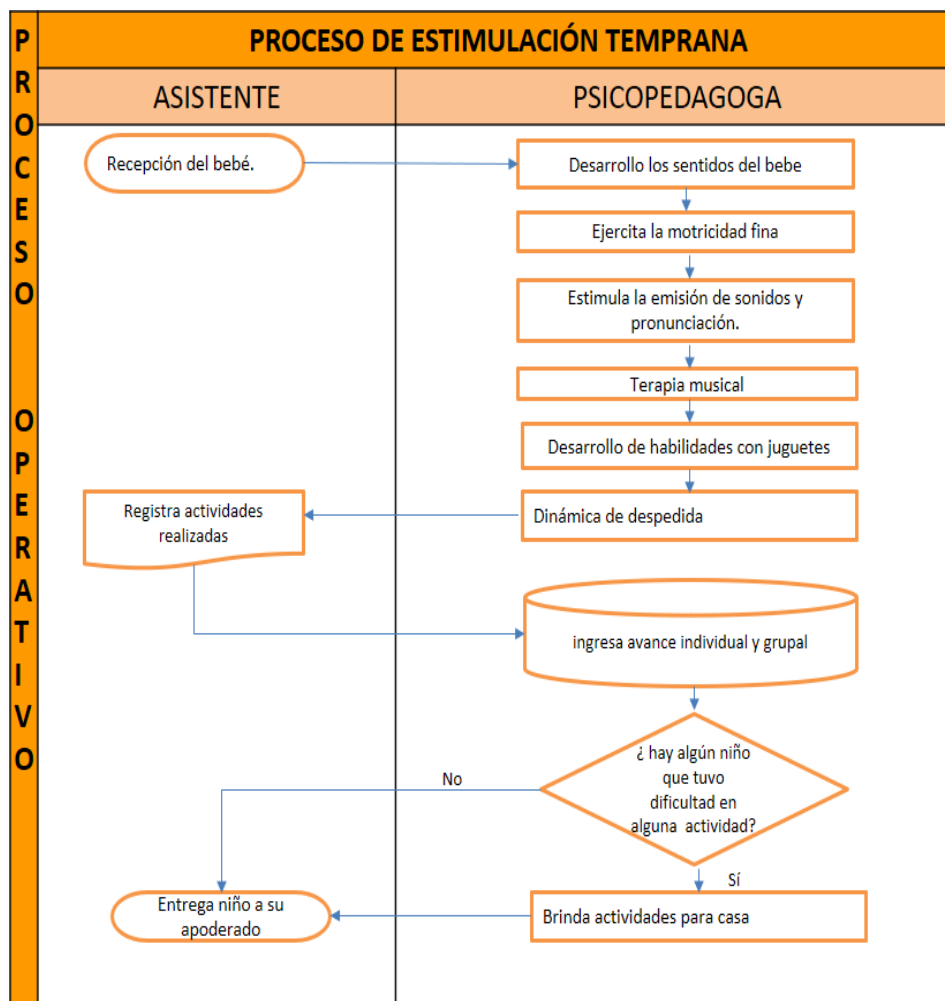 PROCESO OPERATIVO
PROCESO DE ESTIMULACIÓN TEMPRANA
ASISTENTE
PSICOPEDAGOGA
Recepción del bebé.
Desarrollo los sentidos del bebe
Ejercita la motricidad fina
Estimula la emisión de sonidos y
pronunciación.
Terapia musical
Desarrollo de habilidades con juguetes
Dinámica de despedida
Registra actividades
realizadas
ingresa avance individual y grupal
¿ hay algún niño
que tuvo
dificultad en
alguna actividad?
No
Sí
Brinda actividades para casa
Entrega niño a su
apoderado